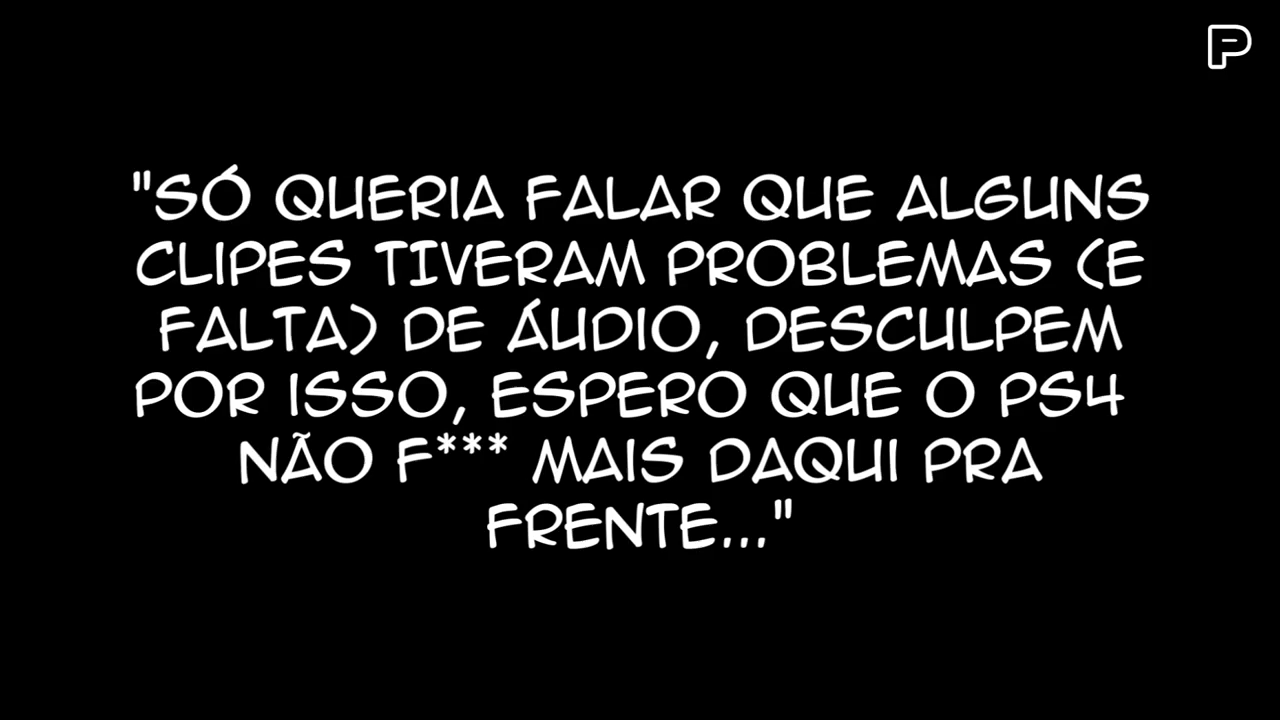 P
"SÓ QUERIA FALAR QUE ALGUNS
CLIPES TIVERAM PROBLEMAS (E
FALTA) DE ÁUDIO, DESCULPEM
POR ISSO, ESPERO QUE O PS4
NÃO F*** MAIS DAQUI PRA
FRENTE..."